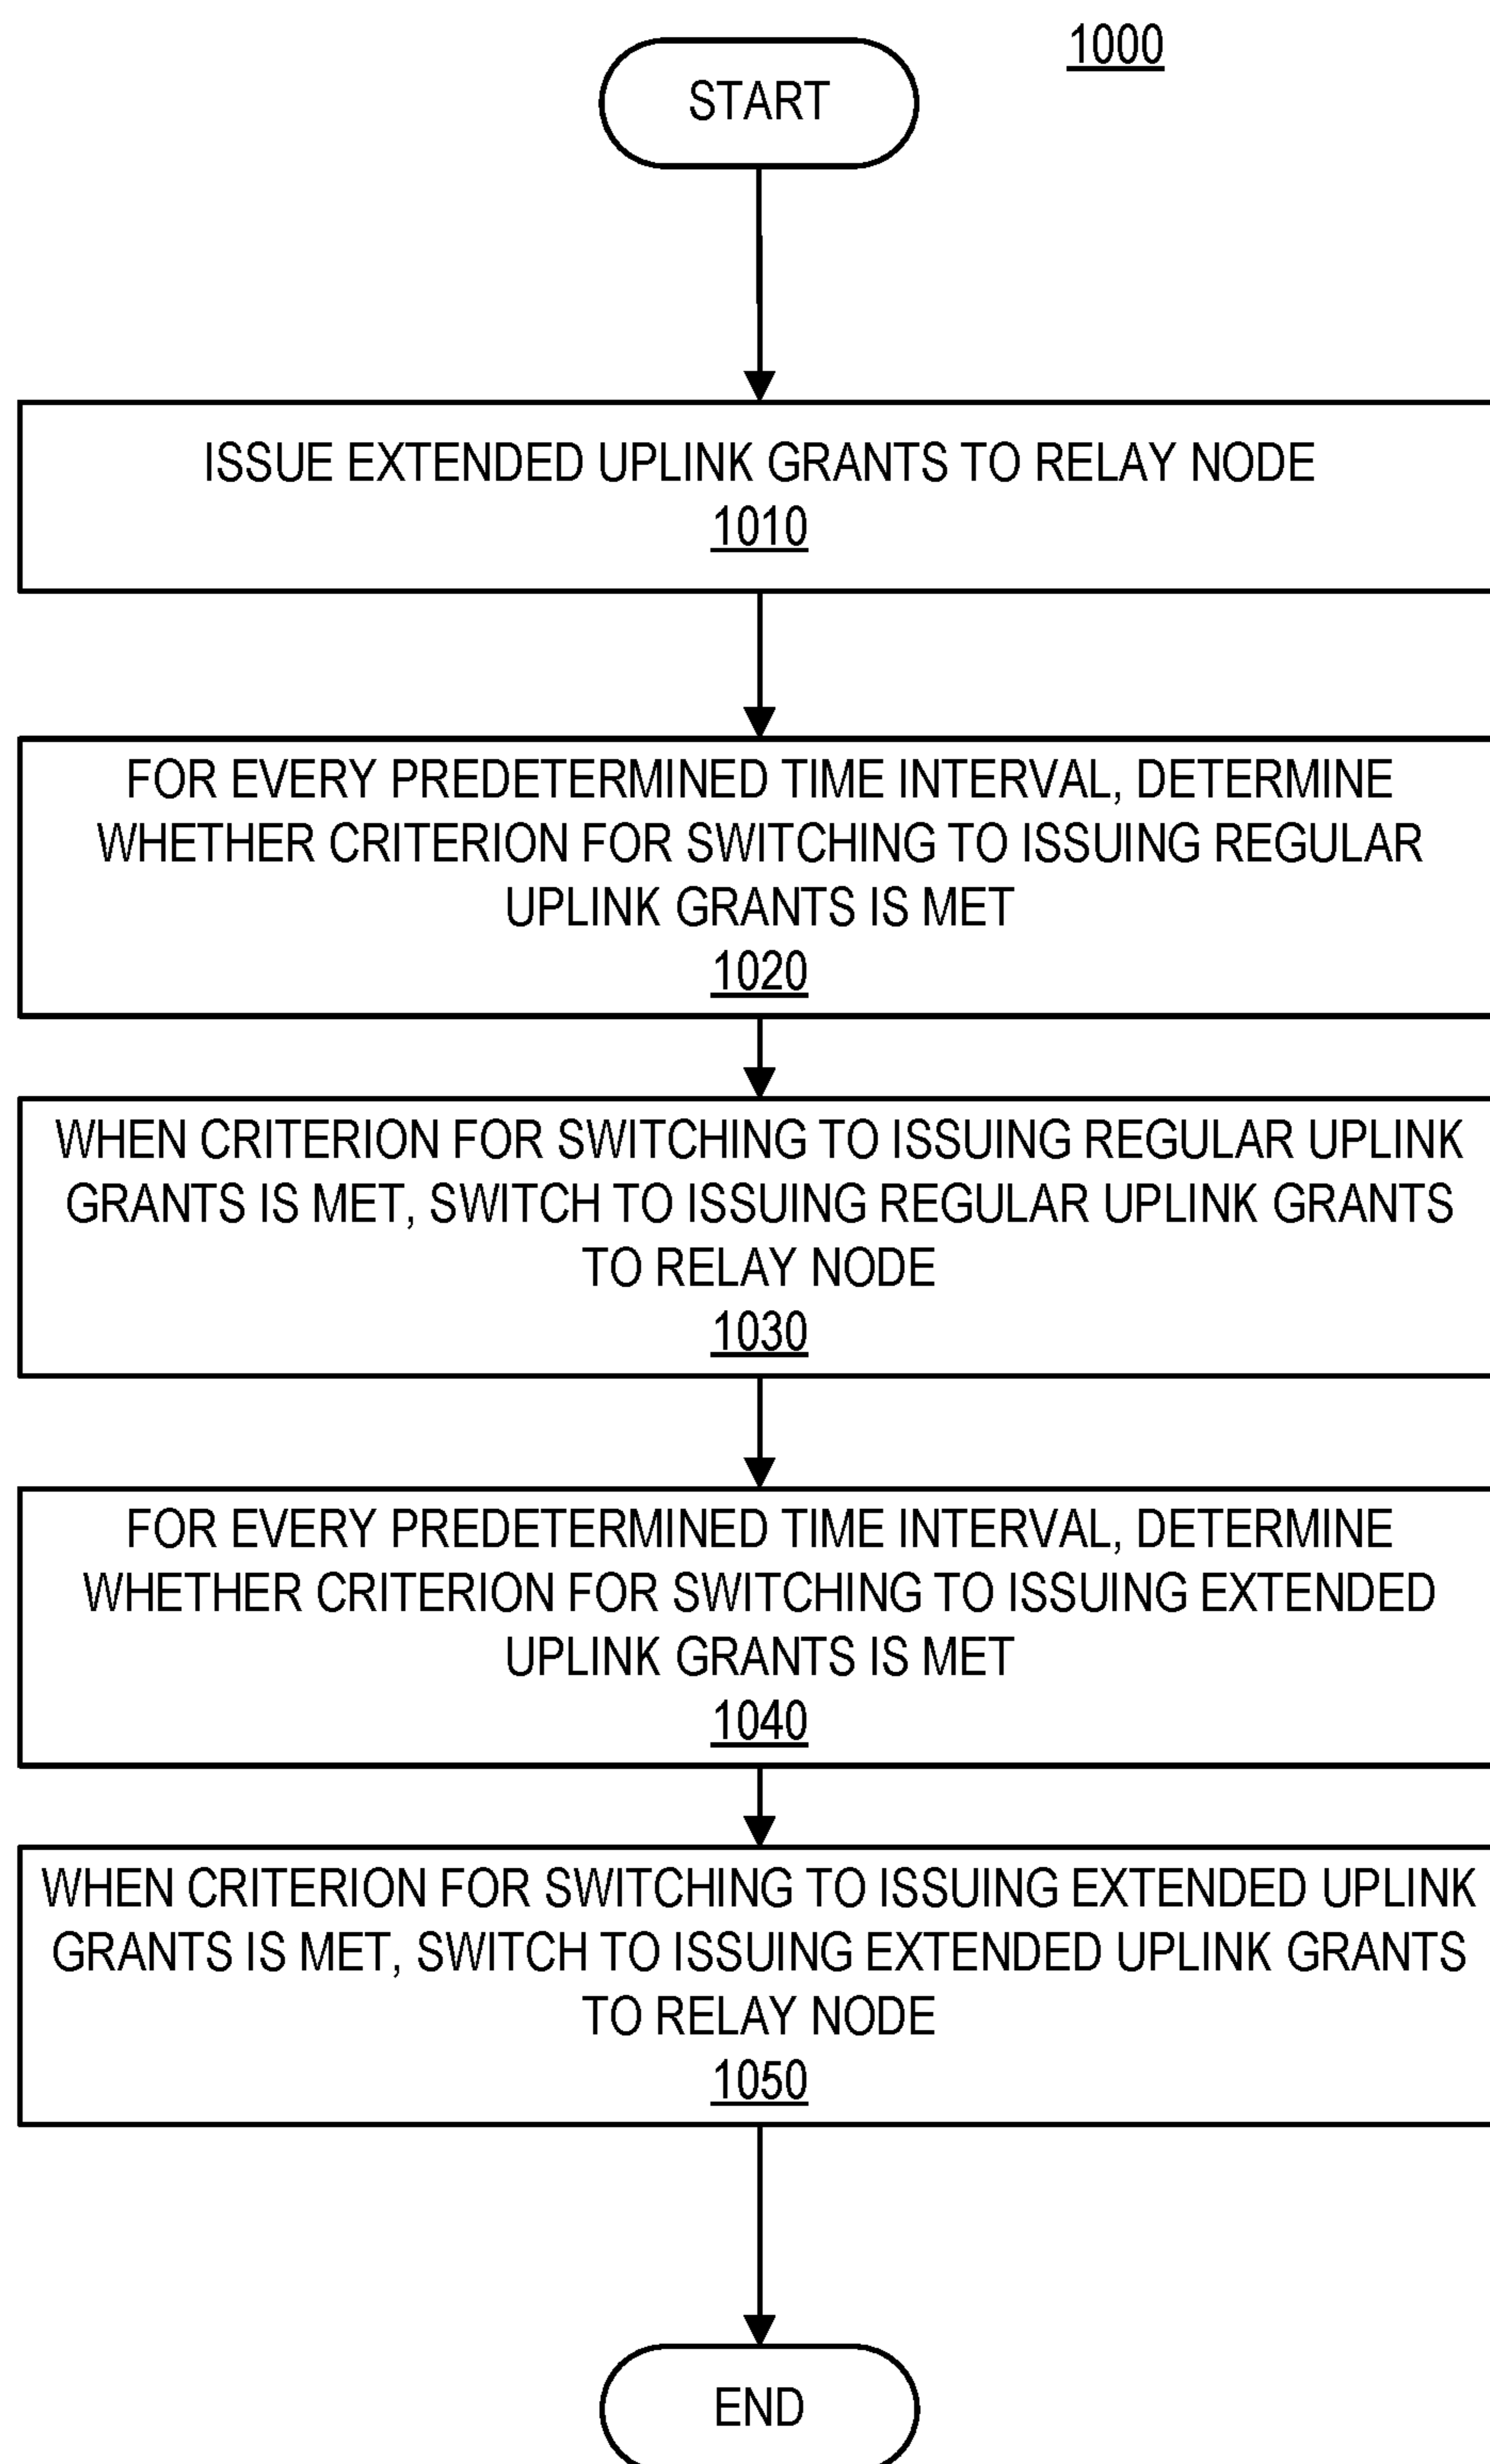 1000
START
ISSUE EXTENDED UPLINK GRANTS TO RELAY NODE
1010
FOR EVERY PREDETERMINED TIME INTERVAL, DETERMINE
WHETHER CRITERION FOR SWITCHING TO ISSUING REGULAR
UPLINK GRANTS IS MET
1020
WHEN CRITERION FOR SWITCHING TO ISSUING REGULAR UPLINK
GRANTS IS MET, SWITCH TO ISSUING REGULAR UPLINK GRANTS
TO RELAY NODE
1030
FOR EVERY PREDETERMINED TIME INTERVAL, DETERMINE
WHETHER CRITERION FOR SWITCHING TO ISSUING EXTENDED
UPLINK GRANTS IS MET
1040
WHEN CRITERION FOR SWITCHING TO ISSUING EXTENDED UPLINK
GRANTS IS MET, SWITCH TO ISSUING EXTENDED UPLINK GRANTS
TO RELAY NODE
1050
END